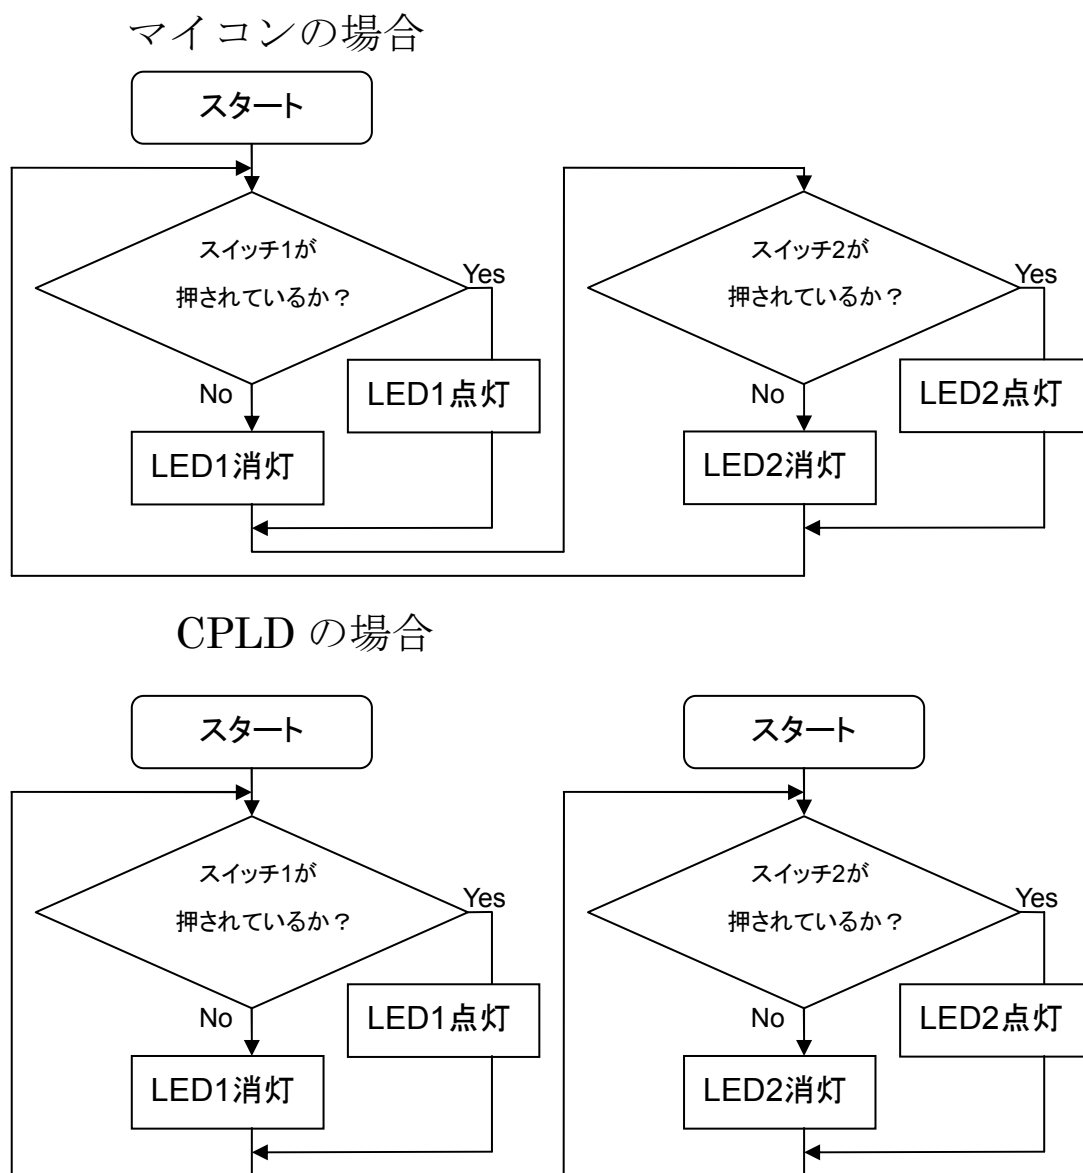 マイコンの場合
スタート
スイッチ1が
押されているか？
Yes
No
LED1点灯
LED1消灯
スイッチ2が
押されているか？
Yes
No
LED2点灯
LED2消灯
CPLD の場合
スタート
スイッチ1が
押されているか？
Yes
No
LED1点灯
LED1消灯
スタート
スイッチ2が
押されているか？
Yes
No
LED2点灯
LED2消灯